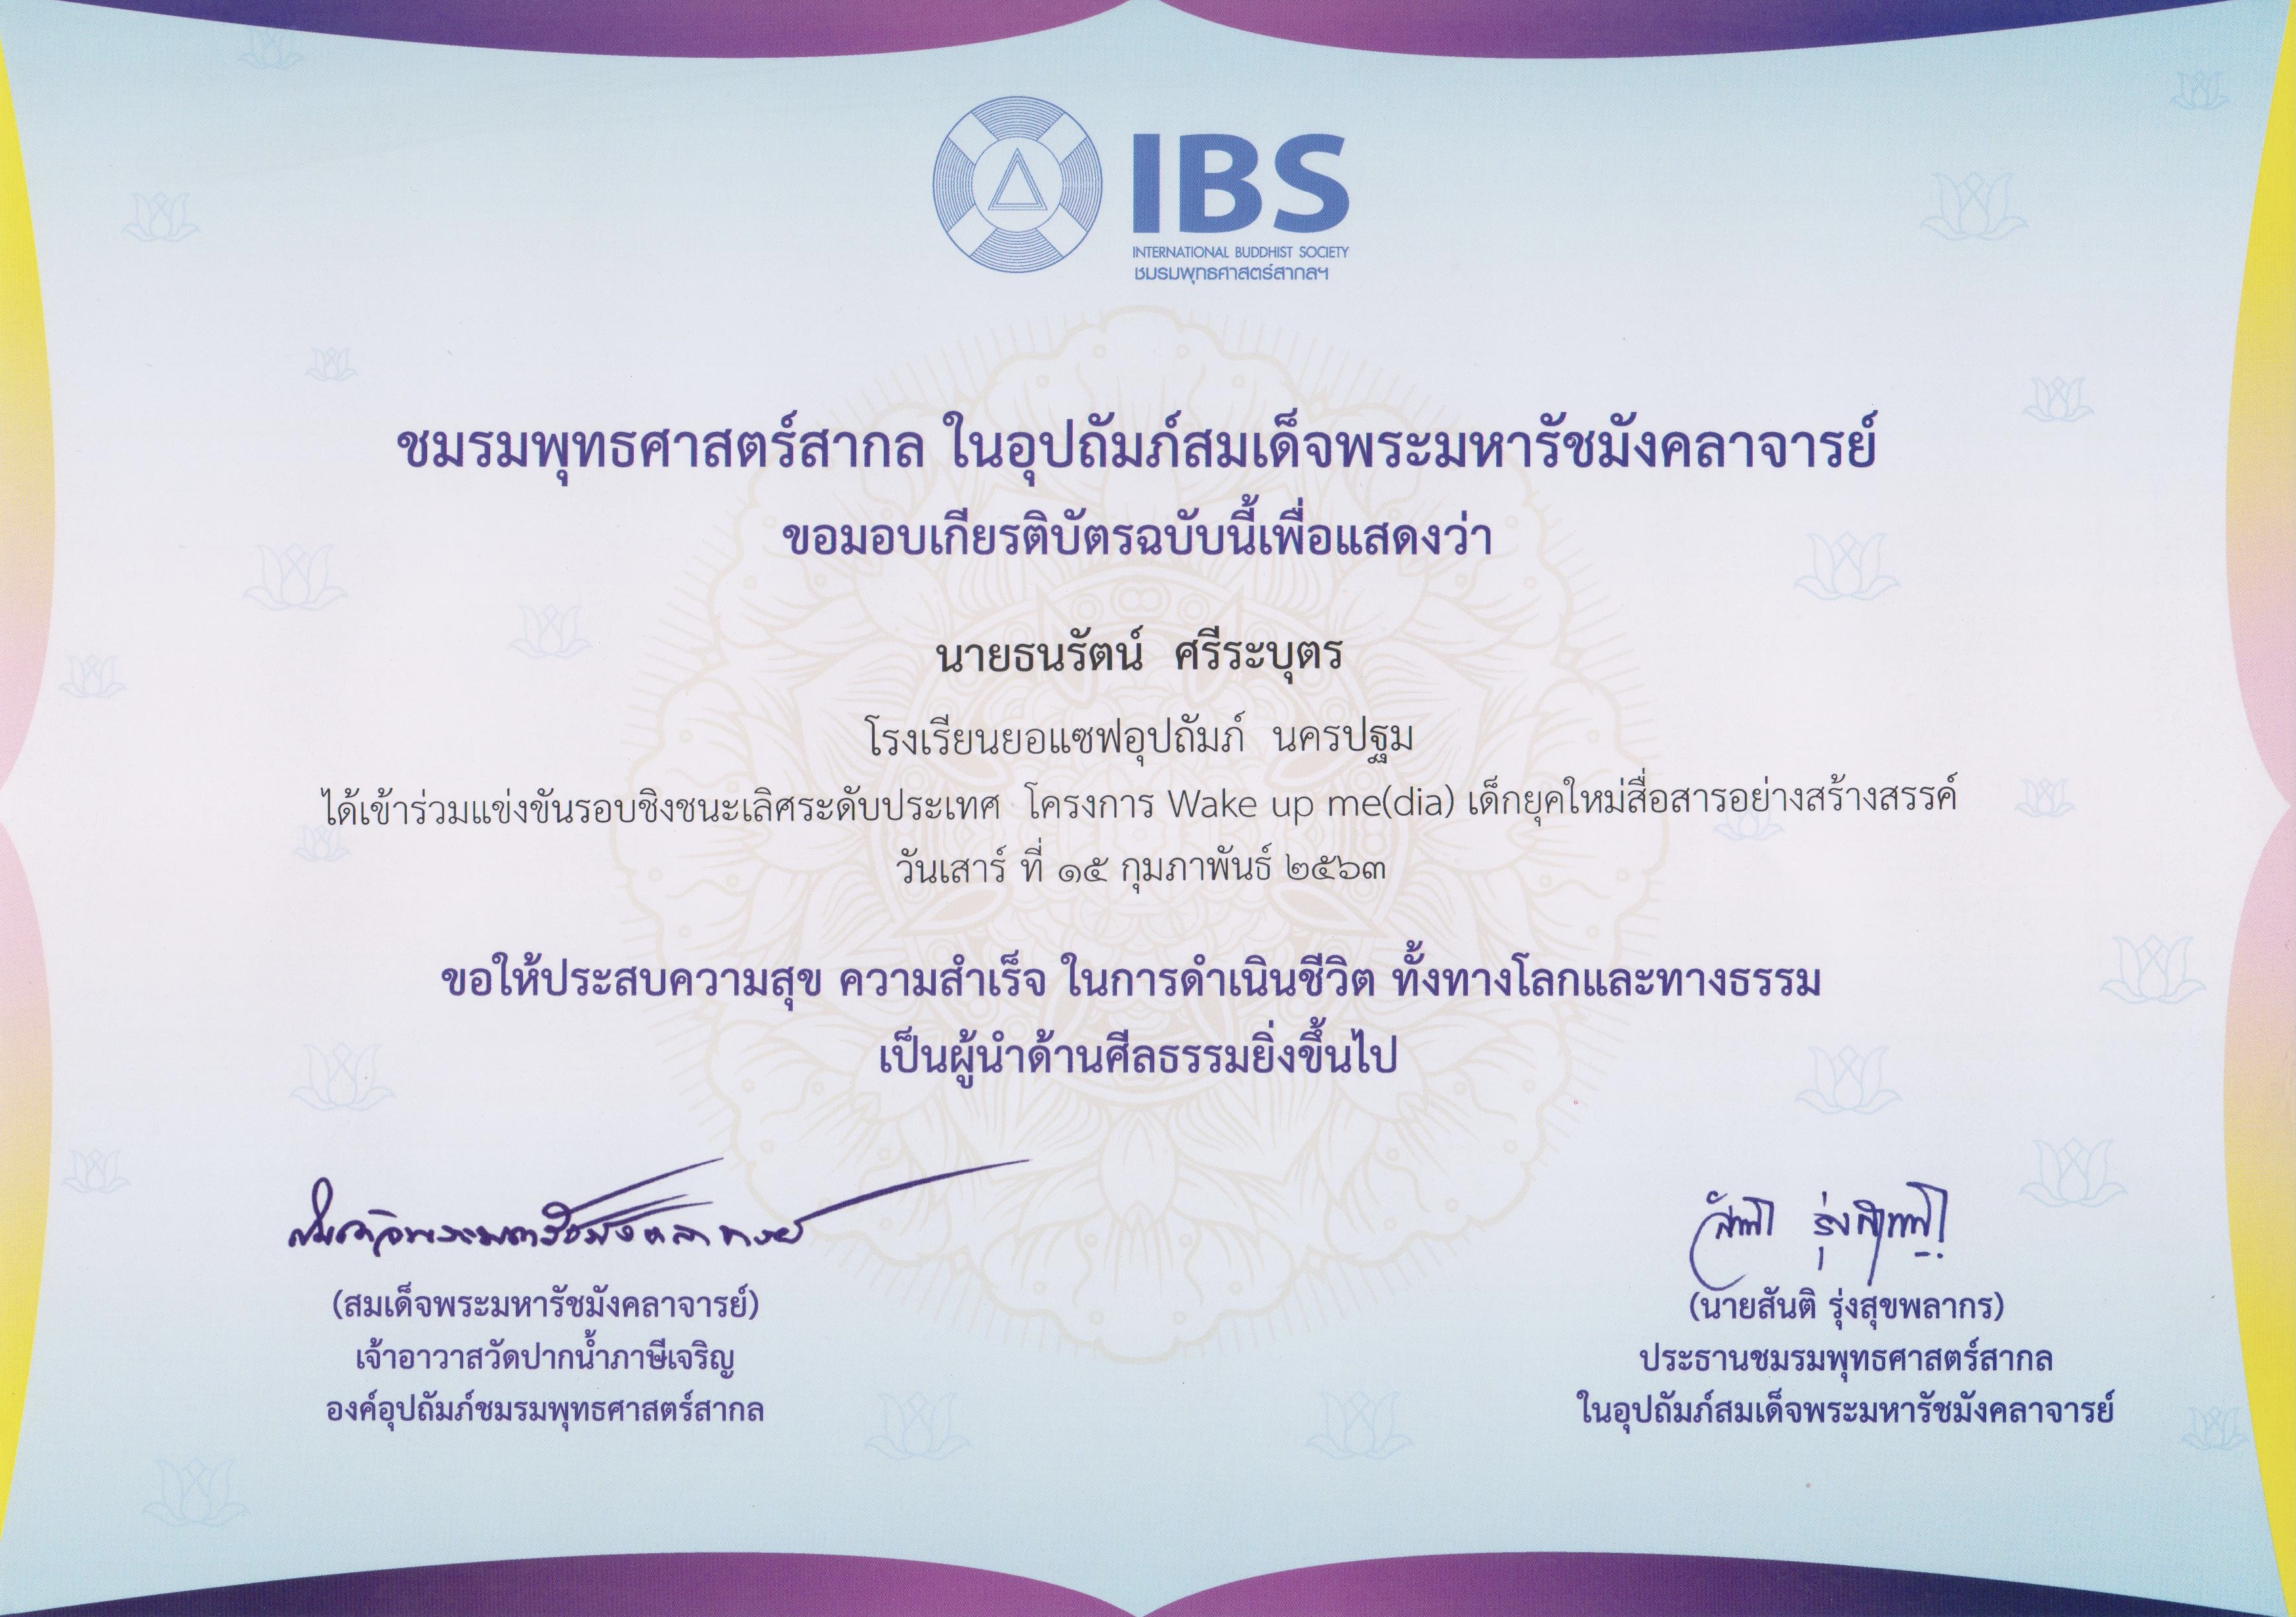 IBS
INTERNATIONAL BUDDHIST SOCIETY
ชมรมพุทธศาสตร์สากลฯ
ชมรมพุทธศาสตร์สากล ในอุปถัมภ์สมเด็จพระมหารัชมังคลาจารย์
ขอมอบเกียรติบัตรฉบับนี้เพื่อแสดงว่า
นายธนรัตน์ ศรีระบุตร
โรงเรียนยอแซฟอุปถัมภ์ นครปฐม
ได้เข้าร่วมแข่งขันรอบชิงชนะเลิศระดับประเทศ โครงการ Wake up me(dia) เด็กยุคใหม่สื่อสารอย่างสร้างสรรค์
วันเสาร์ ที่ ๑๕ กุมภาพันธ์ ๒๕๖๓
ขอให้ประสบความสุข ความสำเร็จ ในการดำเนินชีวิต ทั้งทางโลกและทางธรรม
เป็นผู้นำด้านศีลธรรมยิ่งขึ้นไป
สมเด็จพระมหารัชมังคลาจารย์
(สมเด็จพระมหารัชมังคลาจารย์)
เจ้าอาวาสวัดปากน้ำภาษีเจริญ
องค์อุปถัมภ์ชมรมพุทธศาสตร์สากล
(นายสันติ รุ่งสุขพลากร)
ประธานชมรมพุทธศาสตร์สากล
ในอุปถัมภ์สมเด็จพระมหารัชมังคลาจารย์